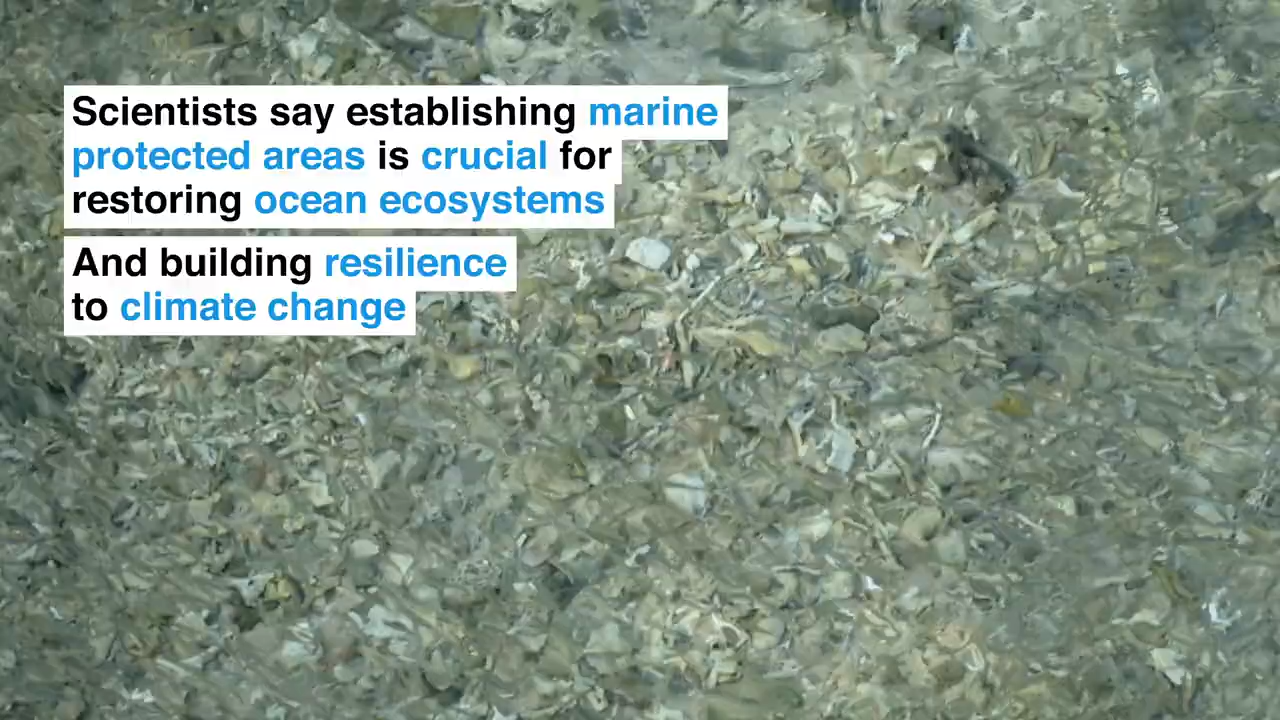 Scientists say establishing marine
protected areas is crucial for
restoring ocean ecosystems
And building resilience
to climate change